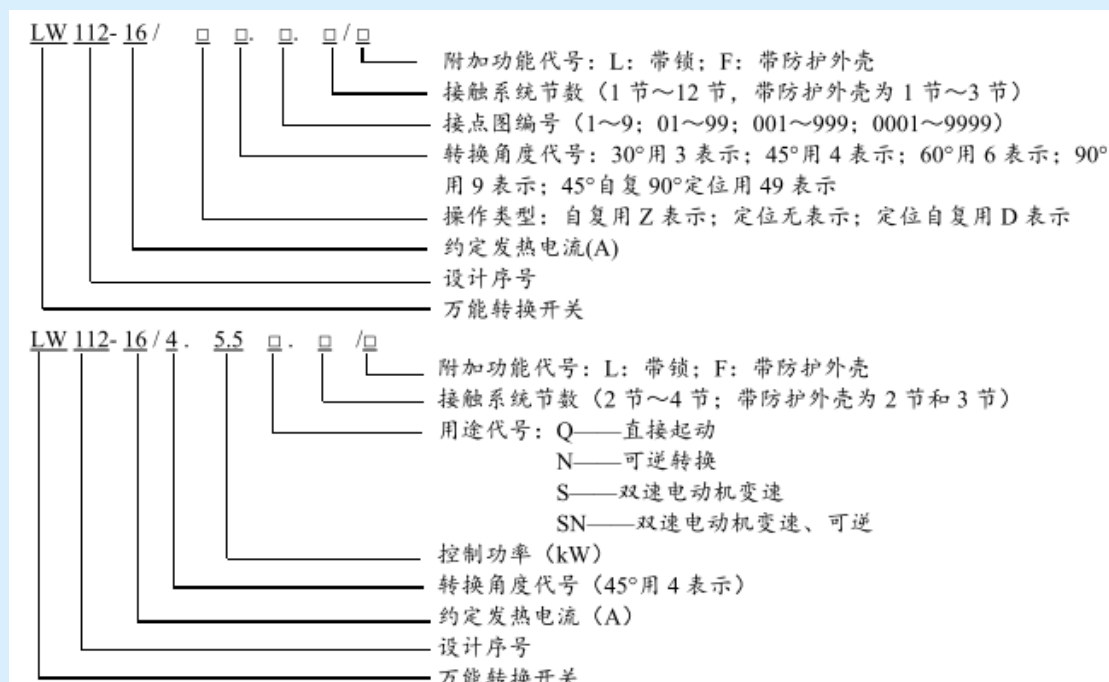 LW 112- 16 / □ □. □. □ / □
附加功能代号：L：带锁；F：带防护外壳
接触系统节数（1 节～12 节，带防护外壳为 1 节～3 节）
接点图编号（1～9；01～99；001～999；0001～9999）
转换角度代号：30°用 3 表示；45°用 4 表示；60°用 6 表示；90°
用 9 表示；45°自复 90°定位用 49 表示
操作类型：自复用 Z 表示；定位无表示；定位自复用 D 表示
约定发热电流(A)
设计序号
万能转换开关
LW 112- 16 / 4 . 5.5 □ . □ /□
附加功能代号：L：带锁；F：带防护外壳
接触系统节数（2 节～4 节；带防护外壳为 2 节和 3 节）
用途代号：Q——直接起动
N——可逆转换
S——双速电动机变速
SN——双速电动机变速、可逆
控制功率（kW）
转换角度代号（45°用 4 表示）
约定发热电流（A）
设计序号
万能转换开关